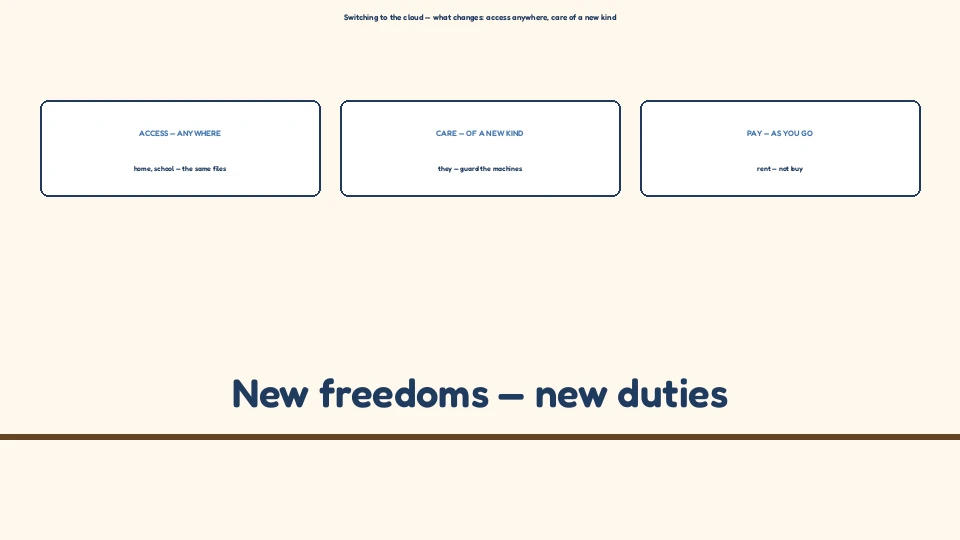 Switching to the cloud — what changes: access anywhere, care of a new kind
ACCESS — ANYWHERE
home, school — the same files
CARE — OF A NEW KIND
they — guard the machines
PAY — AS YOU GO
rent — not buy
New freedoms — new duties